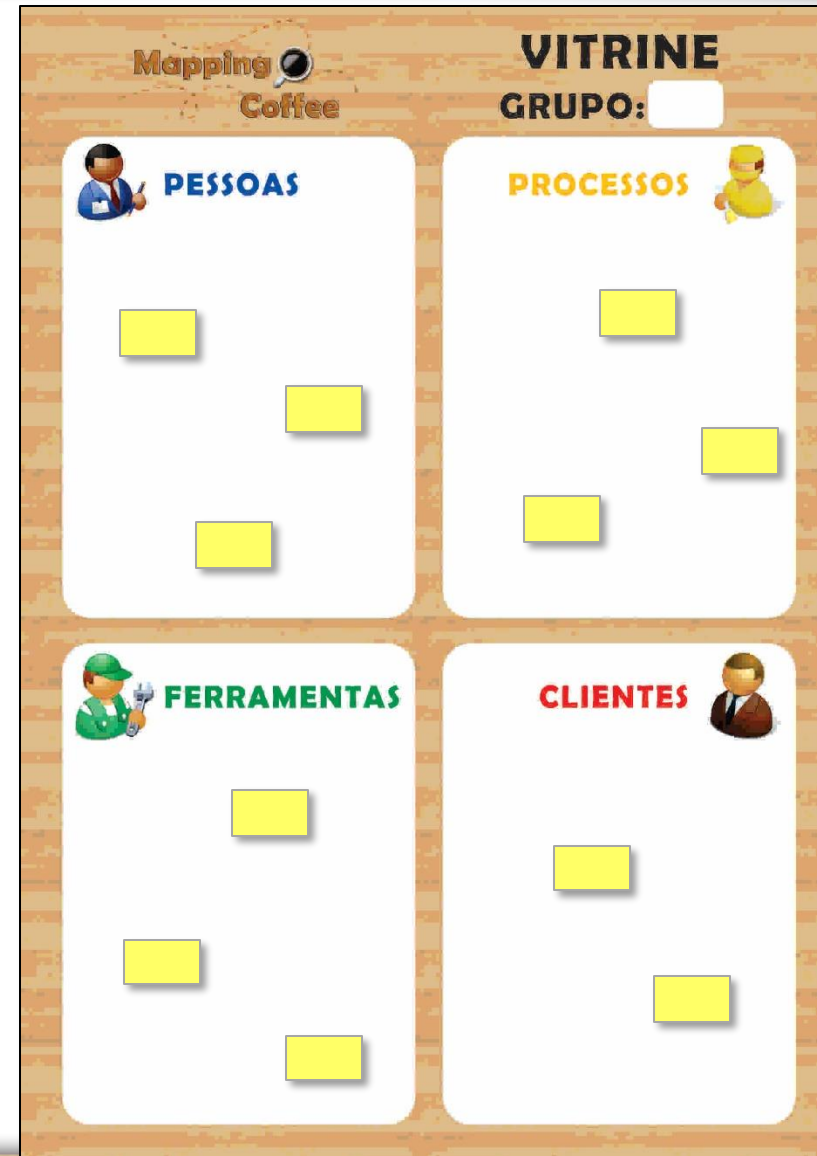 Mapping
Coffee
VITRINE
GRUPO:
PESSOAS
PROCESSOS
FERRAMENTAS
CLIENTES